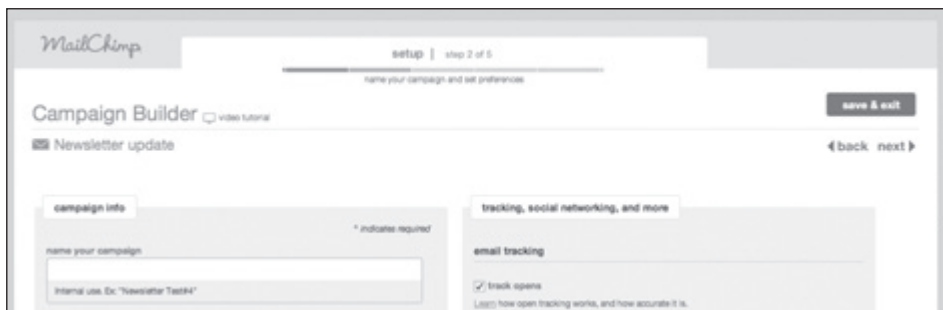 MailChimp
setup | step 2 of 5
name your campaign and set preferences
save & exit
Campaign Builder video tutorial
Newsletter update
back next
campaign info
* indicates required
name your campaign
Internal use. Ex: "Newsletter Test#4"
tracking, social networking, and more
email tracking
track opens
Learn how open tracking works, and how accurate it is.